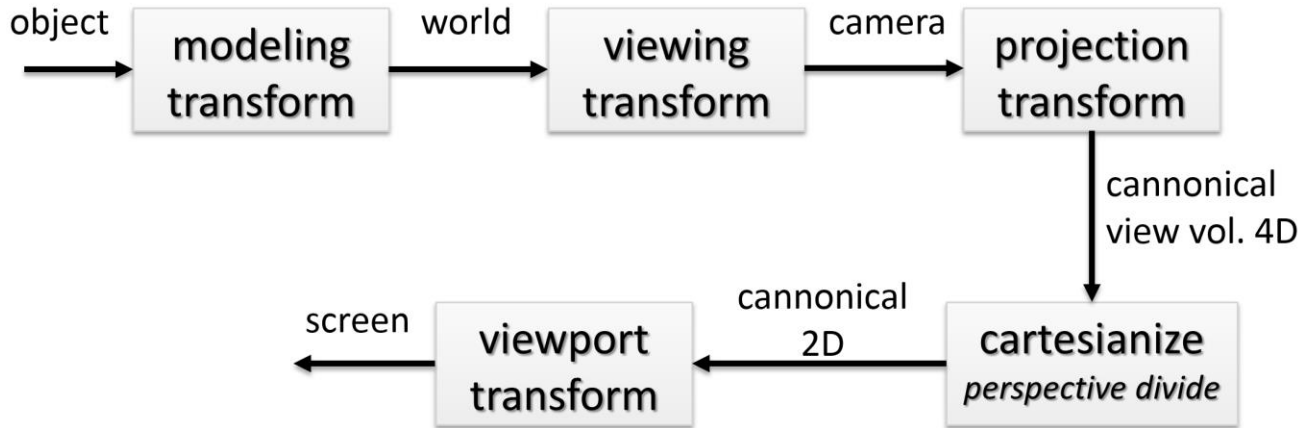 object
modeling
transform
world
viewing
transform
camera
projection
transform
cannonical
view vol. 4D
cartesianize
perspective divide
cannonical
2D
viewport
transform
screen